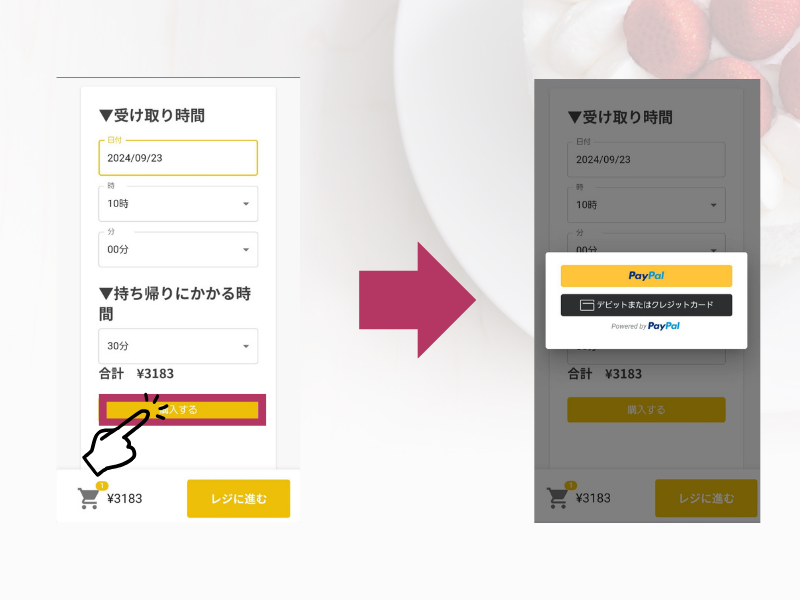 ▼受け取り時間
日付
2024/09/23
時
10時
分
00分
▼持ち帰りにかかる時
間
30分
合計 ¥3183
購入する
1
¥3183
レジに進む
▼受け取り時間
日付
2024/09/23
時
10時
分
00分
PayPal
デビットまたはクレジットカード
Powered by PayPal
合計 ¥3183
購入する
1
¥3183
レジに進む